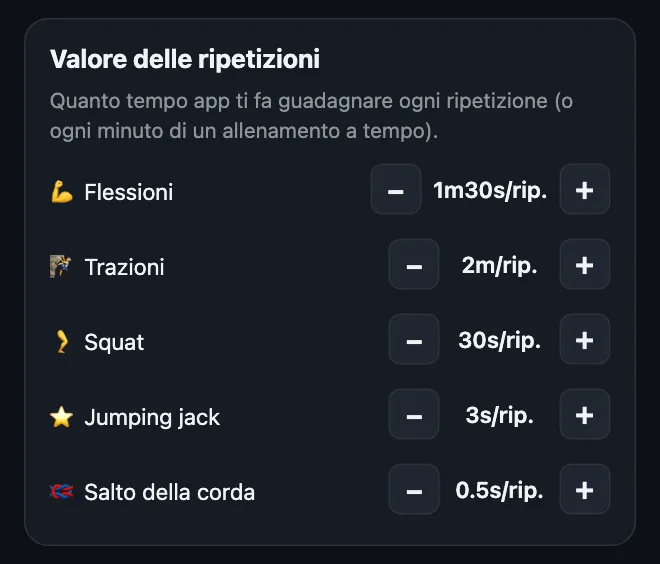 Valore delle ripetizioni
Quanto tempo app ti fa guadagnare ogni ripetizione (o
ogni minuto di un allenamento a tempo).
Flessioni − 1m30s/rip. +
Trazioni − 2m/rip. +
Squat − 30s/rip. +
Jumping jack − 3s/rip. +
Salto della corda − 0.5s/rip. +